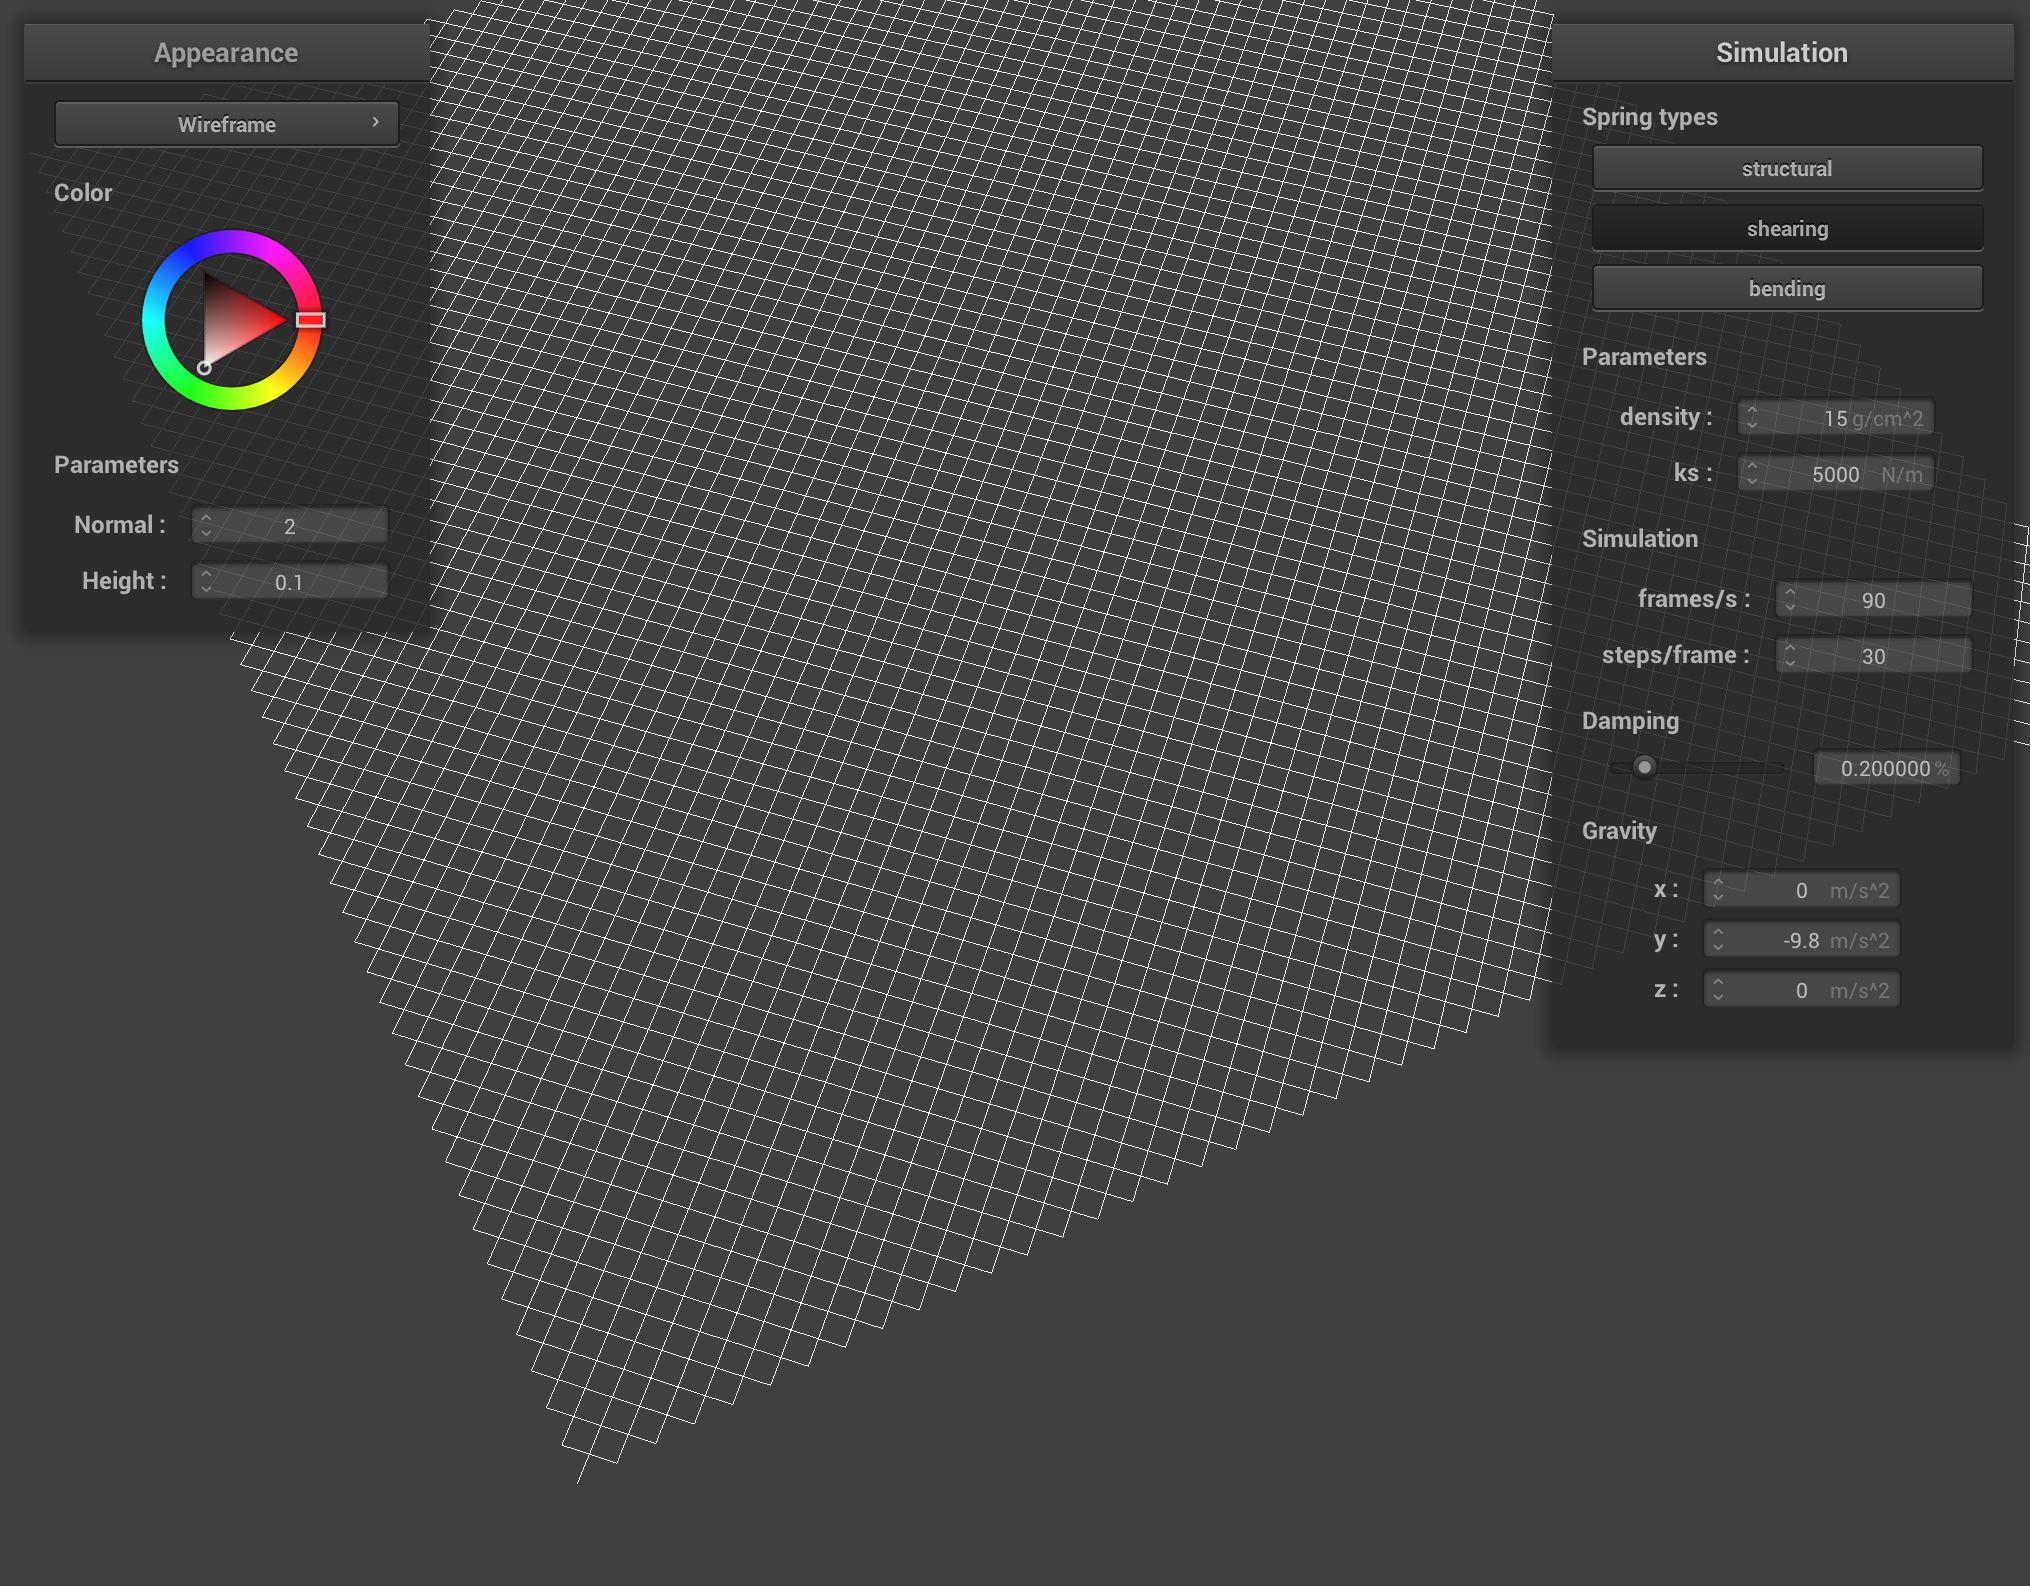 Appearance
Wireframe
Color
Parameters
Normal : 2
Height : 0.1
Simulation
Spring types
structural
shearing
bending
Parameters
density : 15 g/cm^2
ks : 5000 N/m
Simulation
frames/s : 90
steps/frame : 30
Damping
0.200000 %
Gravity
x : 0 m/s^2
y : -9.8 m/s^2
z : 0 m/s^2